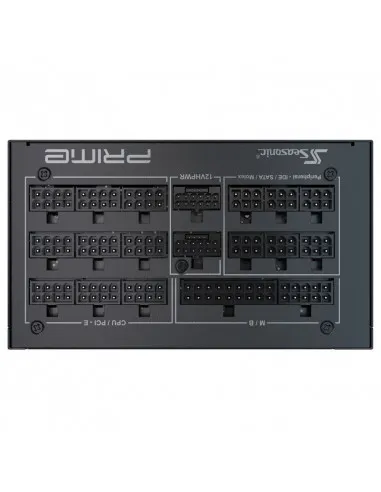 PRIME
Seasonic®
12VHPWR
Peripheral - IDE / SATA / Molex
CPU / PCI - E
M / B